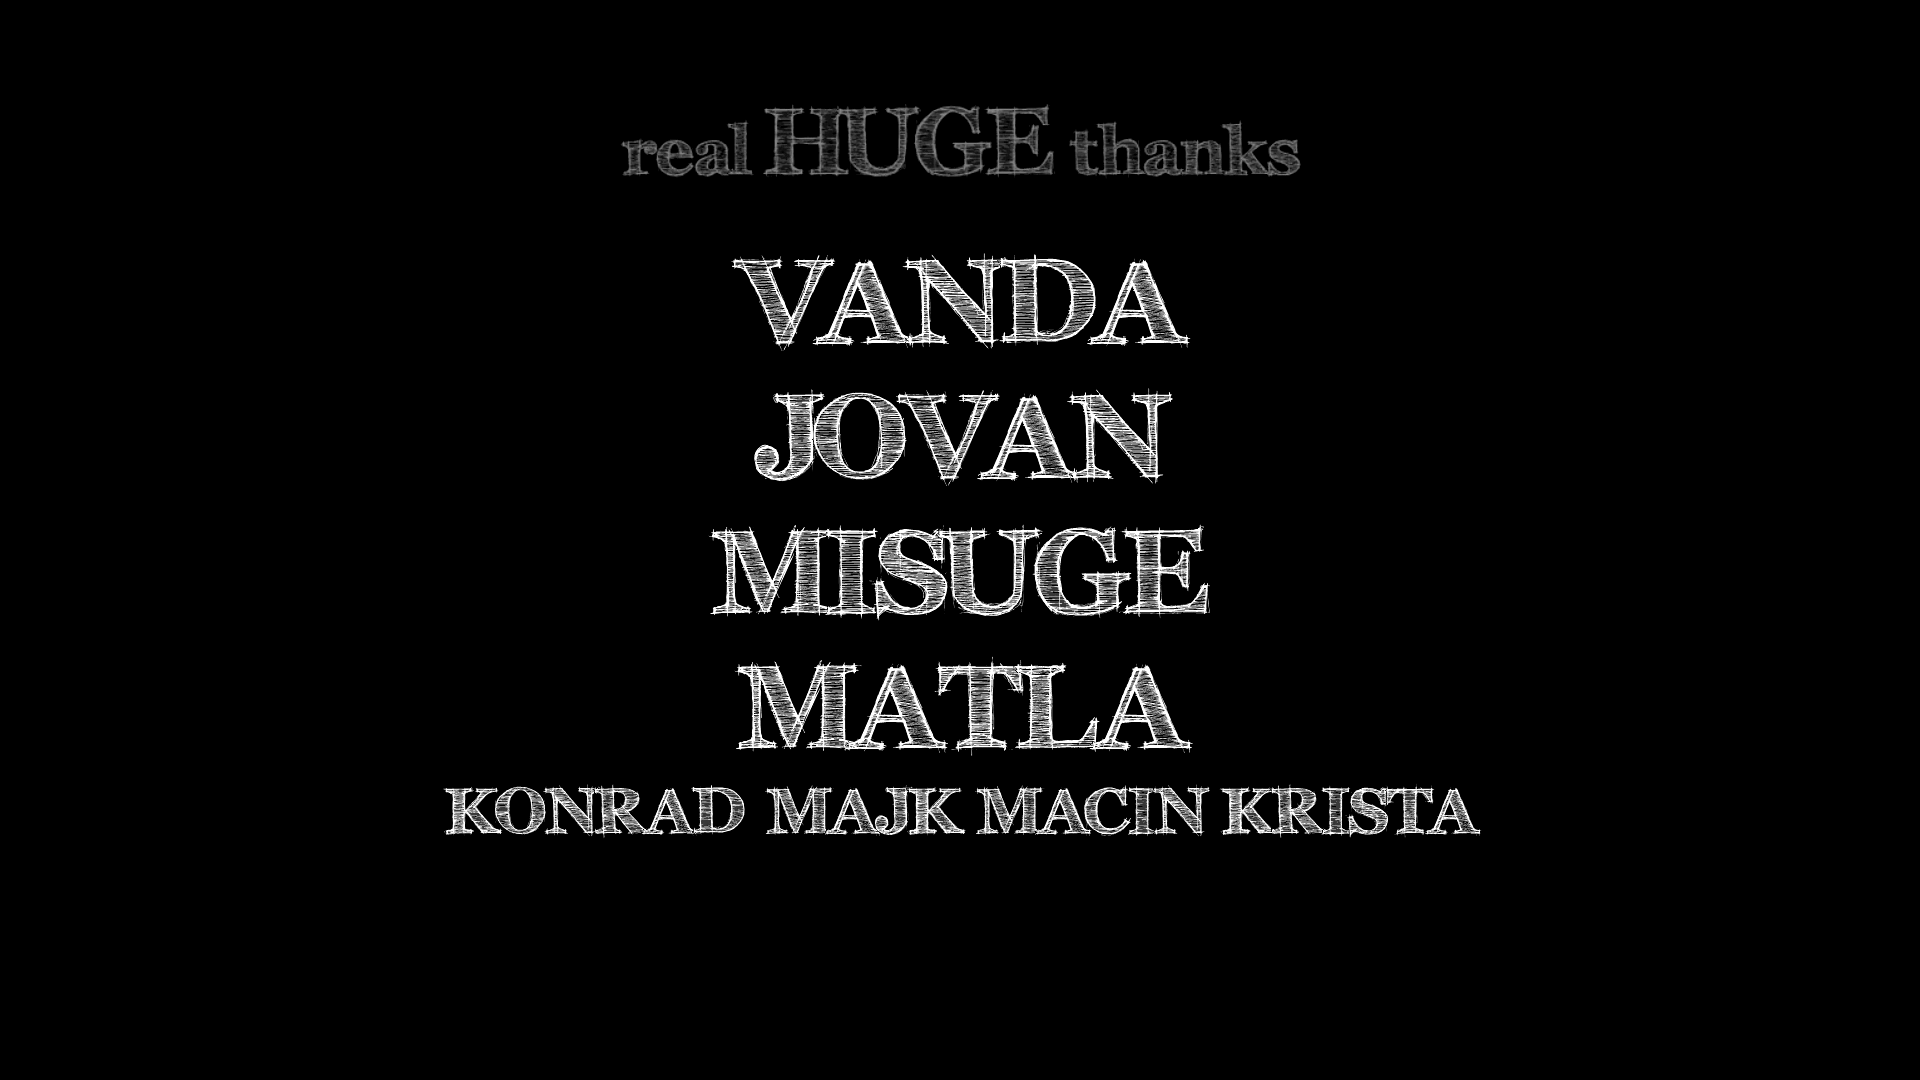 real HUGE thanks
VANDA
JOVAN
MISUGE
MATLA
KONRAD MAJK MACIN KRISTA